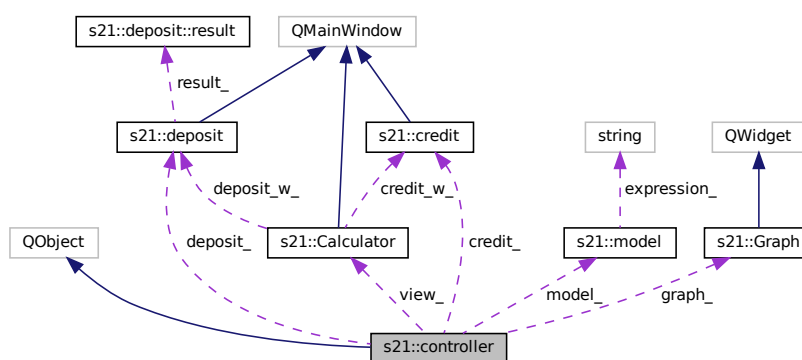 s21::deposit::result
QMainWindow
result_
s21::deposit
s21::credit
string
QWidget
deposit_w_
credit_w_
expression_
QObject
deposit_
s21::Calculator
credit_
s21::model
s21::Graph
view_
model_
graph_
s21::controller